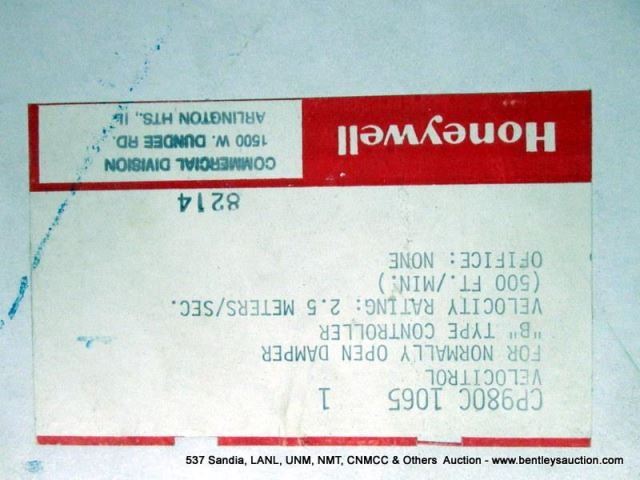 CP980C 1065 1
VELOCITROL
FOR NORMALLY OPEN DAMPER
"B" TYPE CONTROLLER
VELOCITY RATING: 2.5 METERS/SEC.
(500 FT./MIN.)
OFIFICE: NONE
8214
Honeywell
COMMERCIAL DIVISION
1500 W. DUNDEE RD.
ARLINGTON HTS., IL
537 Sandia, LANL, UNM, NMT, CNMCC & Others Auction - www.bentleysauction.com